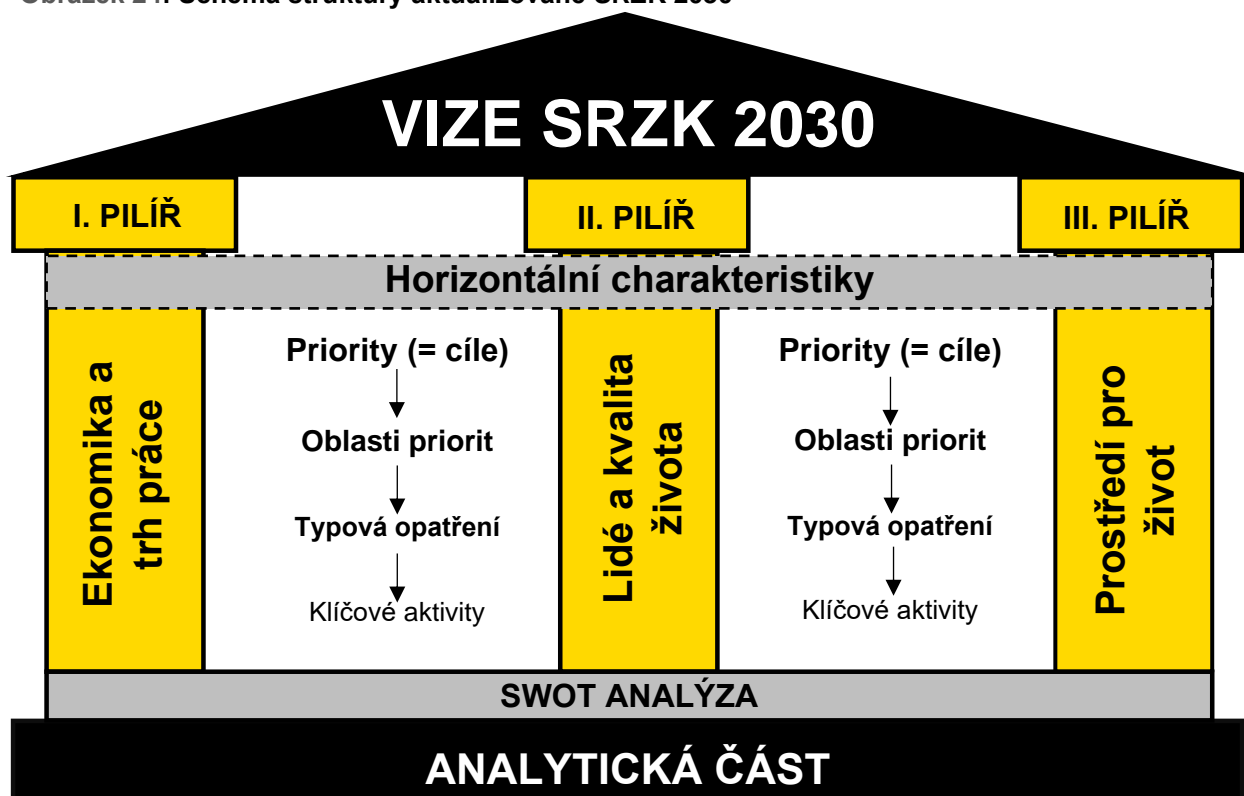 VIZE SRZK 2030
I. PILÍŘ
II. PILÍŘ
III. PILÍŘ
Horizontální charakteristiky
Ekonomika a
trh práce
Priority (= cíle)
Oblasti priorit
Typová opatření
Klíčové aktivity
Lidé a kvalita
života
Priority (= cíle)
Oblasti priorit
Typová opatření
Klíčové aktivity
Prostředí pro
život
SWOT ANALÝZA
ANALYTICKÁ ČÁST